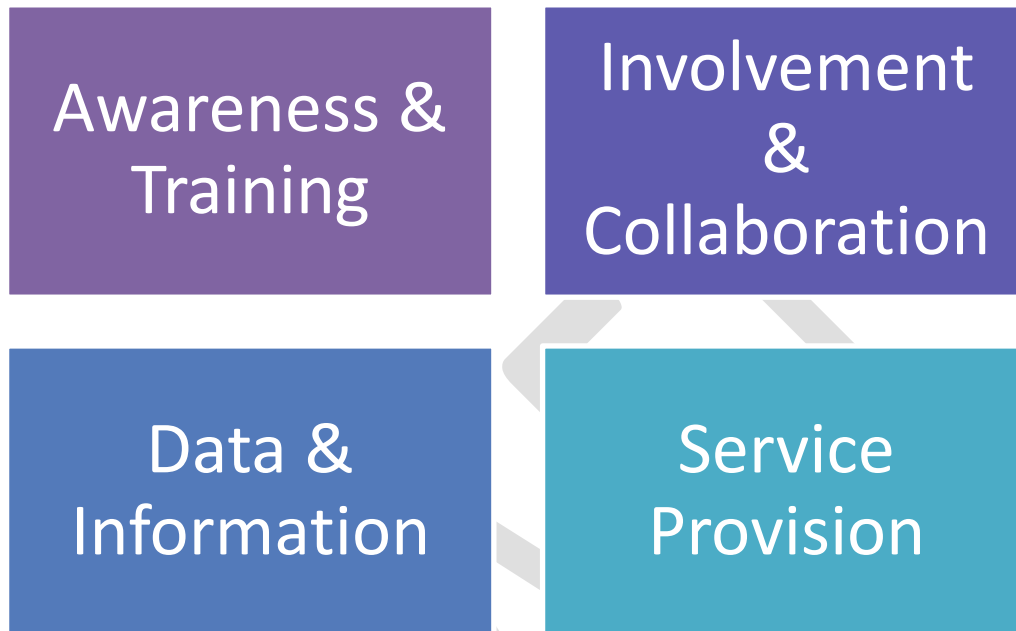 Awareness &
Training
Involvement
&
Collaboration
Data &
Information
Service
Provision